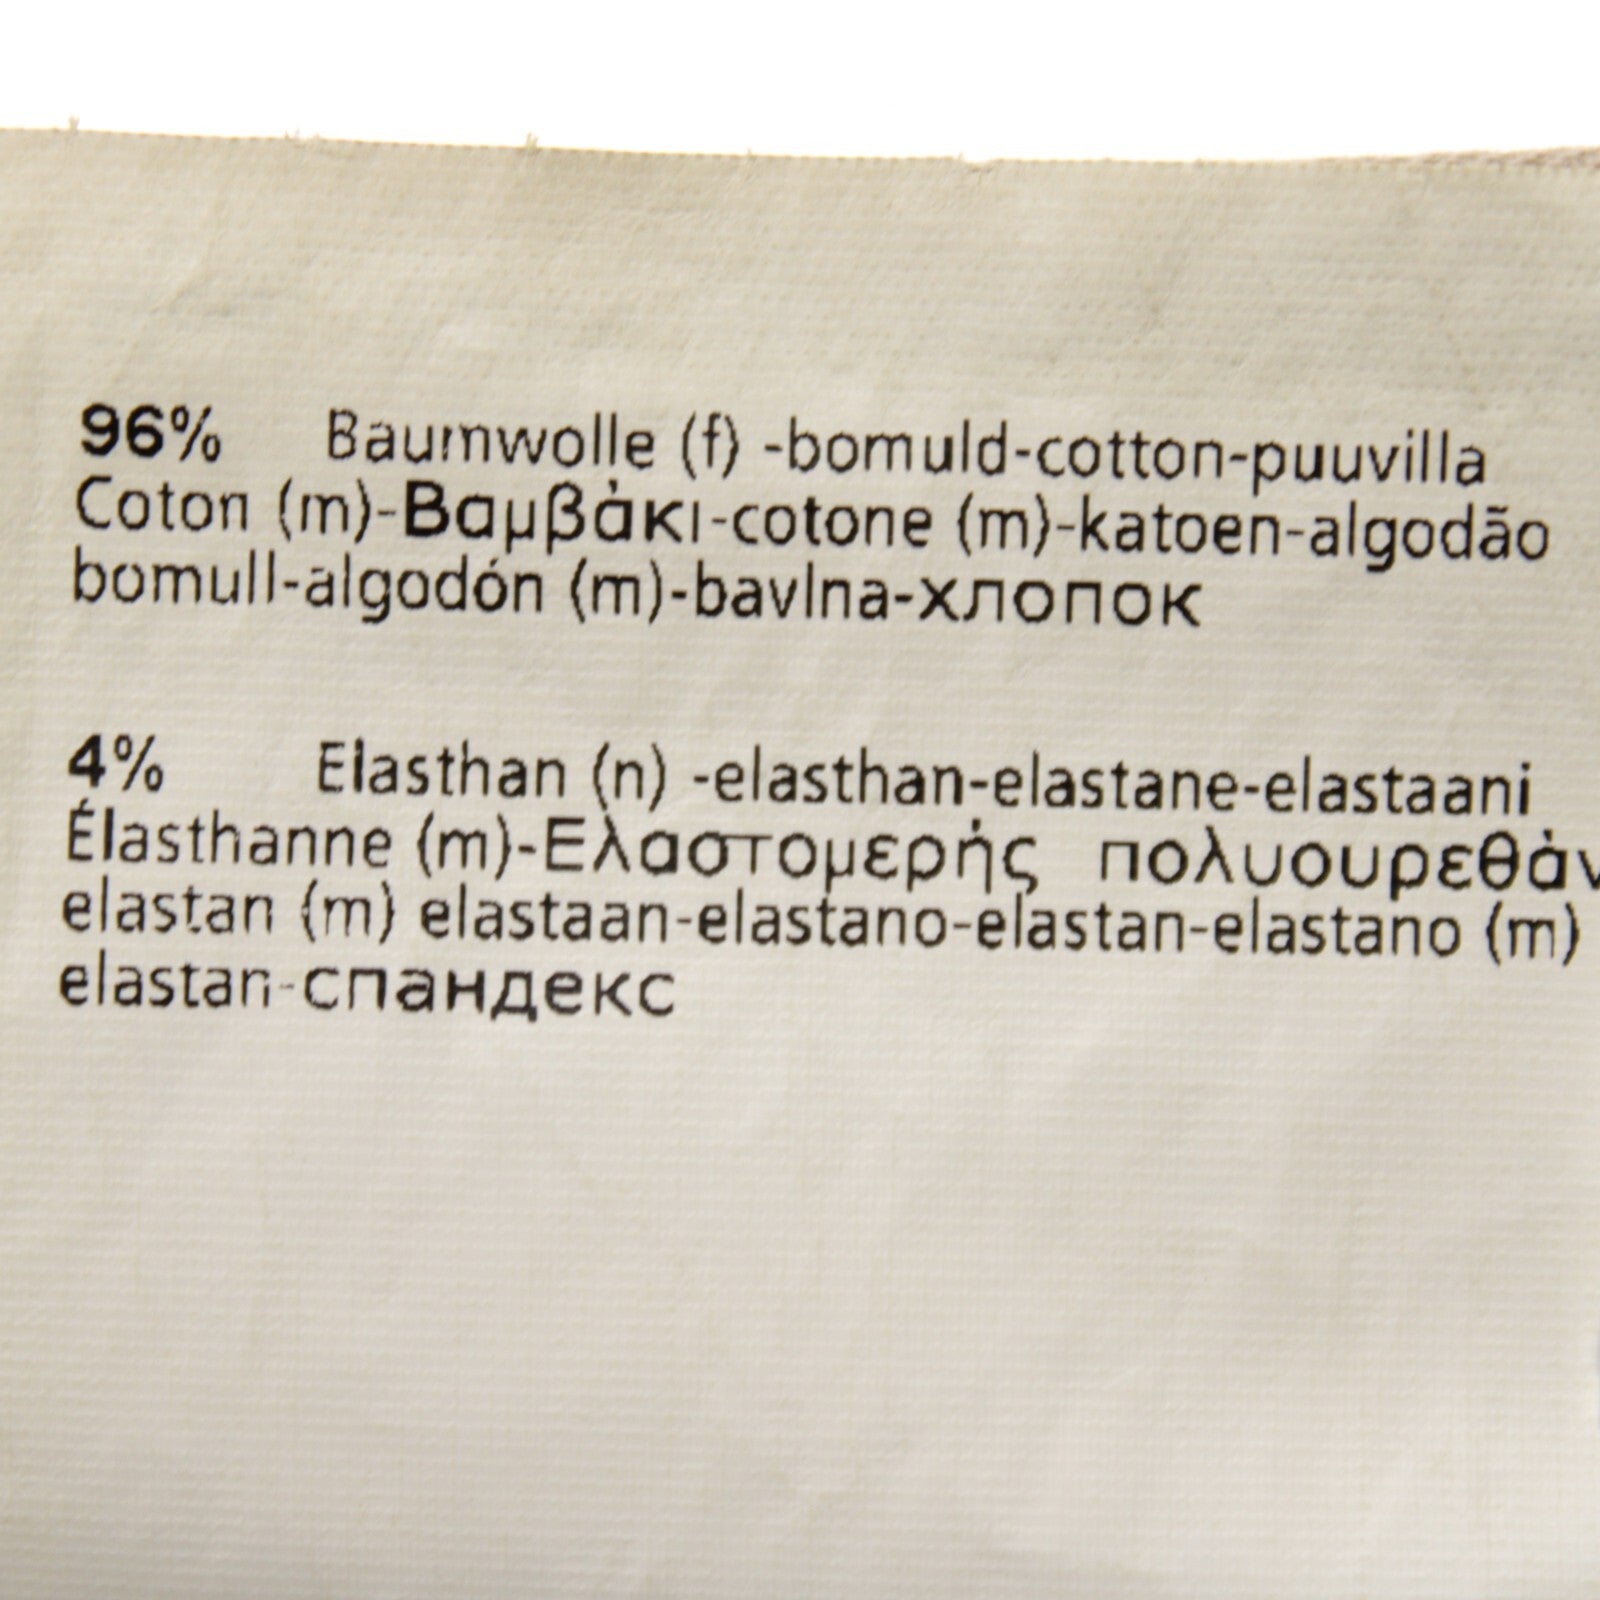 96% Baumwolle (f) -bomuld-cotton-puuvilla
Coton (m)-Βαμβάκι-cotone (m)-katoen-algodão
bomull-algodón (m)-bavlna-хлопок
4% Elasthan (n) -elasthan-elastane-elastaani
Élasthanne (m)-Ελαστομερής πολυουρεθάν
elastan (m) elastaan-elastano-elastan-elastano (m)
elastan-спандекс